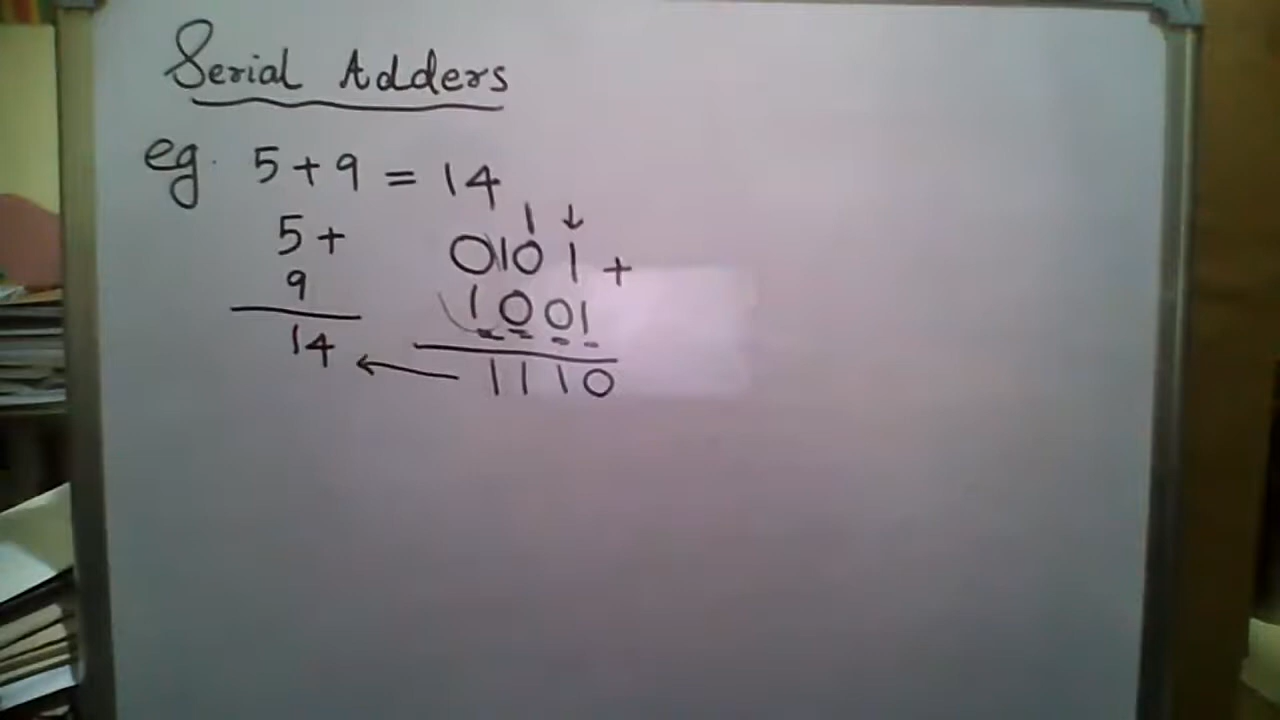 Serial Adders
eg. 5 + 9 = 14
1 ↓
5 + 0101 +
9 1001
14 ← 1110